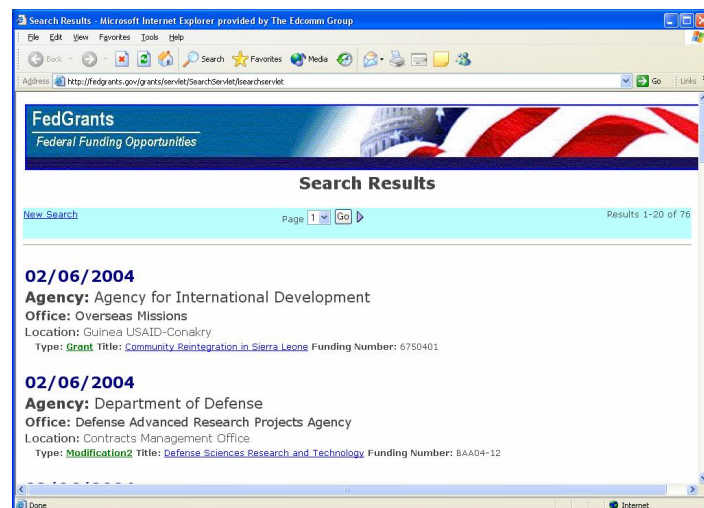 Search Results - Microsoft Internet Explorer provided by The Edcomm Group
File Edit View Favorites Tools Help
Back Search Favorites Media
Address http://fedgrants.gov/grants/servlet/SearchServlet/lsearchservlet Go Links
FedGrants
Federal Funding Opportunities
Search Results
New Search Page 1 Go Results 1-20 of 76
02/06/2004
Agency: Agency for International Development
Office: Overseas Missions
Location: Guinea USAID-Conakry
Type: Grant Title: Community Reintegration in Sierra Leone Funding Number: 6750401
02/06/2004
Agency: Department of Defense
Office: Defense Advanced Research Projects Agency
Location: Contracts Management Office
Type: Modification2 Title: Defense Sciences Research and Technology Funding Number: BAA04-12
Done Internet